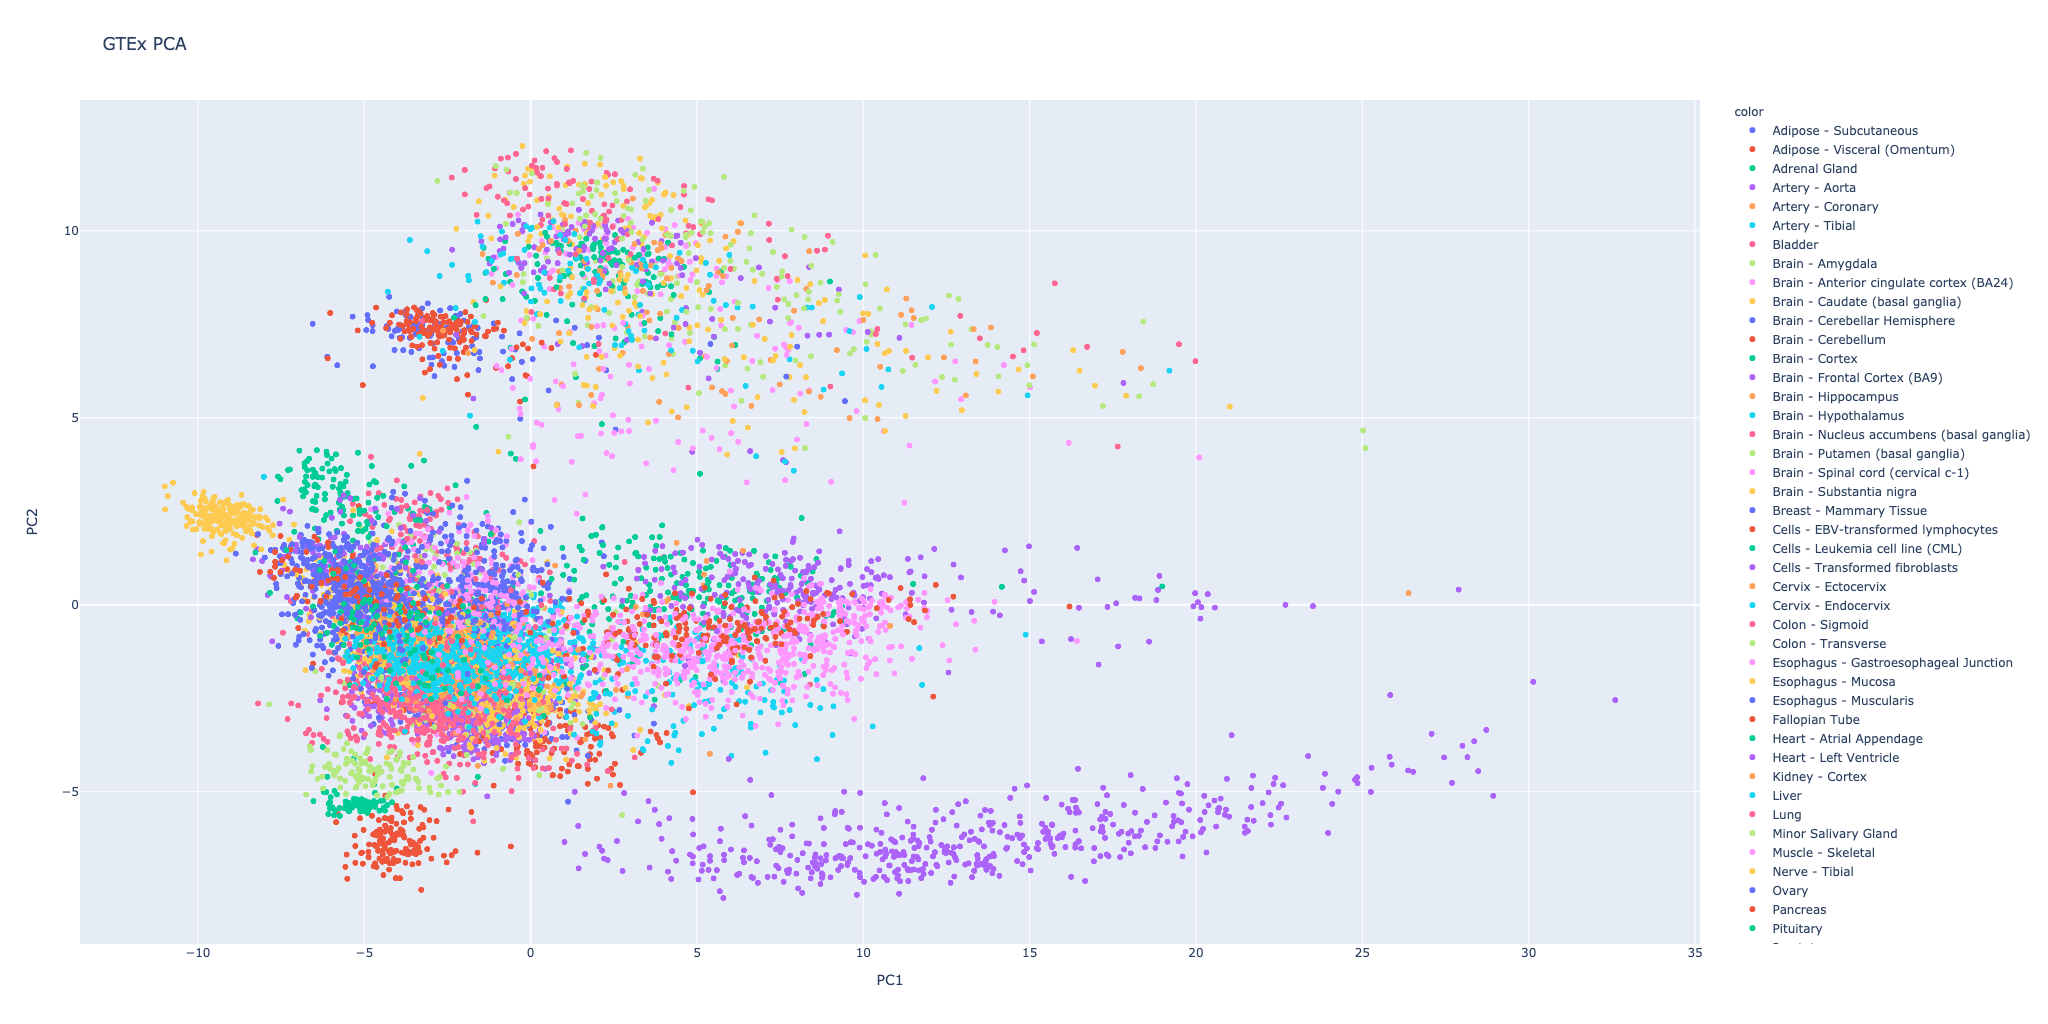 GTEx PCA
color
Adipose - Subcutaneous
Adipose - Visceral (Omentum)
Adrenal Gland
Artery - Aorta
Artery - Coronary
Artery - Tibial
Bladder
Brain - Amygdala
Brain - Anterior cingulate cortex (BA24)
Brain - Caudate (basal ganglia)
Brain - Cerebellar Hemisphere
Brain - Cerebellum
Brain - Cortex
Brain - Frontal Cortex (BA9)
Brain - Hippocampus
Brain - Hypothalamus
Brain - Nucleus accumbens (basal ganglia)
Brain - Putamen (basal ganglia)
Brain - Spinal cord (cervical c-1)
Brain - Substantia nigra
Breast - Mammary Tissue
Cells - EBV-transformed lymphocytes
Cells - Leukemia cell line (CML)
Cells - Transformed fibroblasts
Cervix - Ectocervix
Cervix - Endocervix
Colon - Sigmoid
Colon - Transverse
Esophagus - Gastroesophageal Junction
Esophagus - Mucosa
Esophagus - Muscularis
Fallopian Tube
Heart - Atrial Appendage
Heart - Left Ventricle
Kidney - Cortex
Liver
Lung
Minor Salivary Gland
Muscle - Skeletal
Nerve - Tibial
Ovary
Pancreas
Pituitary
10
5
0
−5
PC2
−10
−5
0
5
10
15
20
25
30
35
PC1